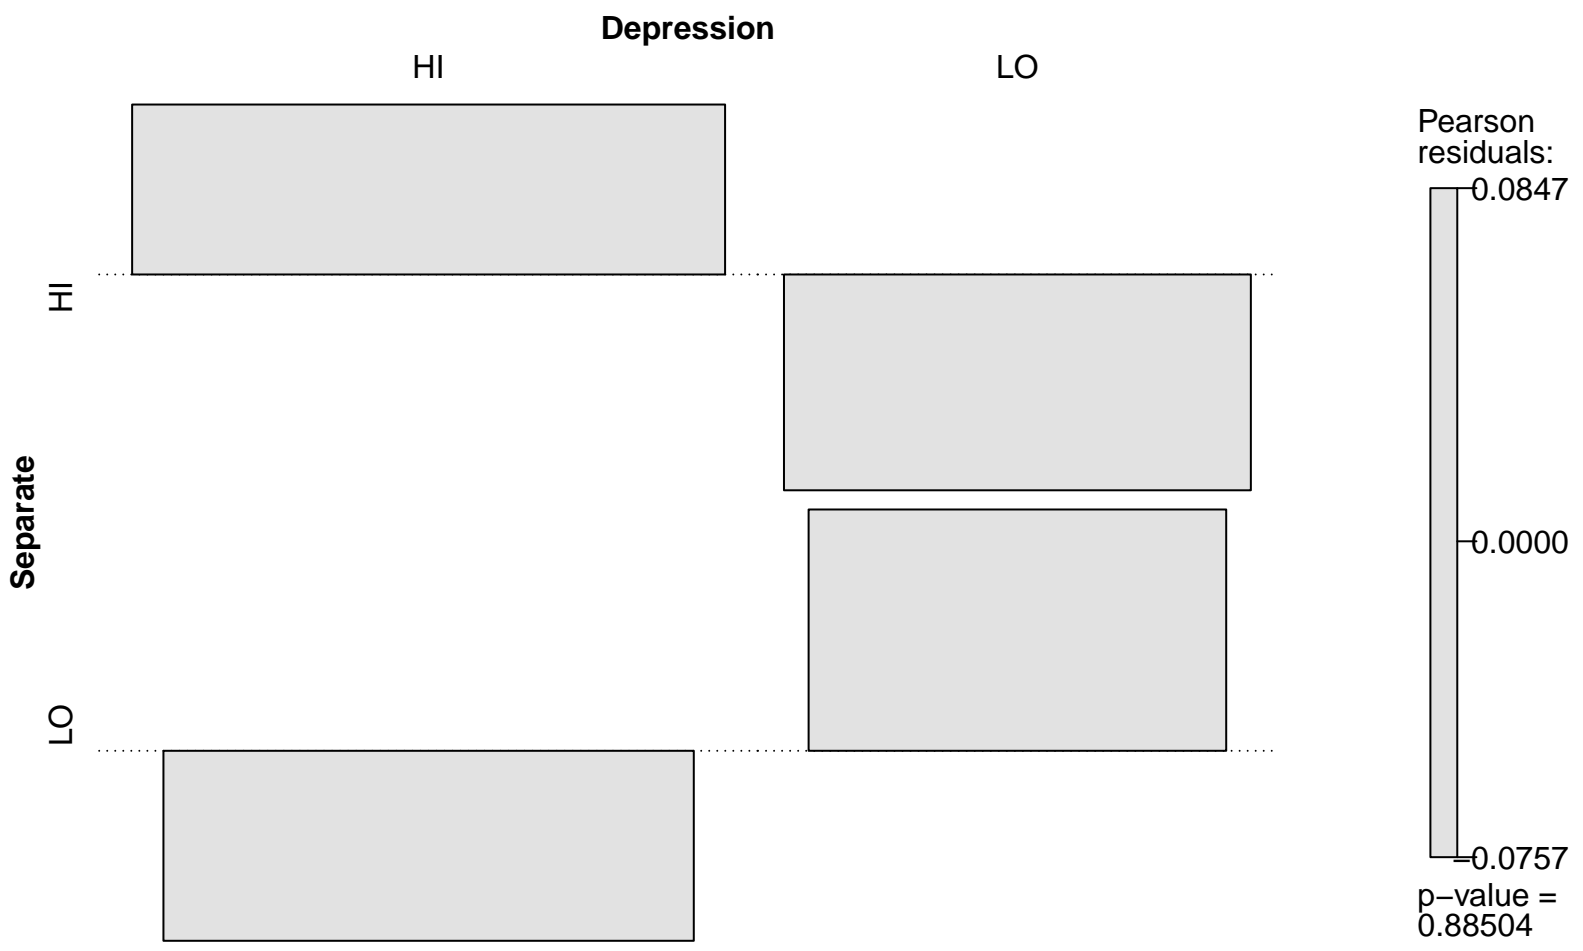 Depression
HI
LO
HI
LO
Separate
Pearson
residuals:
0.0847
0.0000
−0.0757
p−value =
0.88504